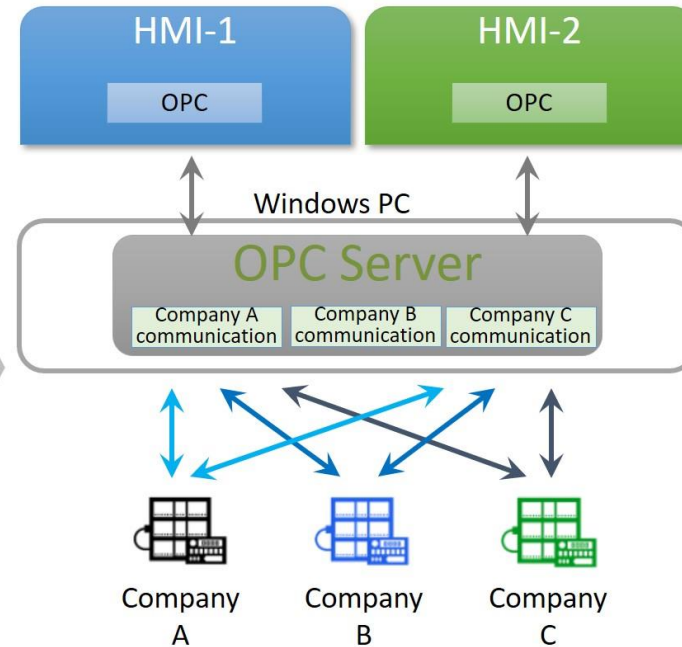 HMI-1
HMI-2
OPC
OPC
Windows PC
OPC Server
Company A
communication
Company B
communication
Company C
communication
Company
A
Company
B
Company
C